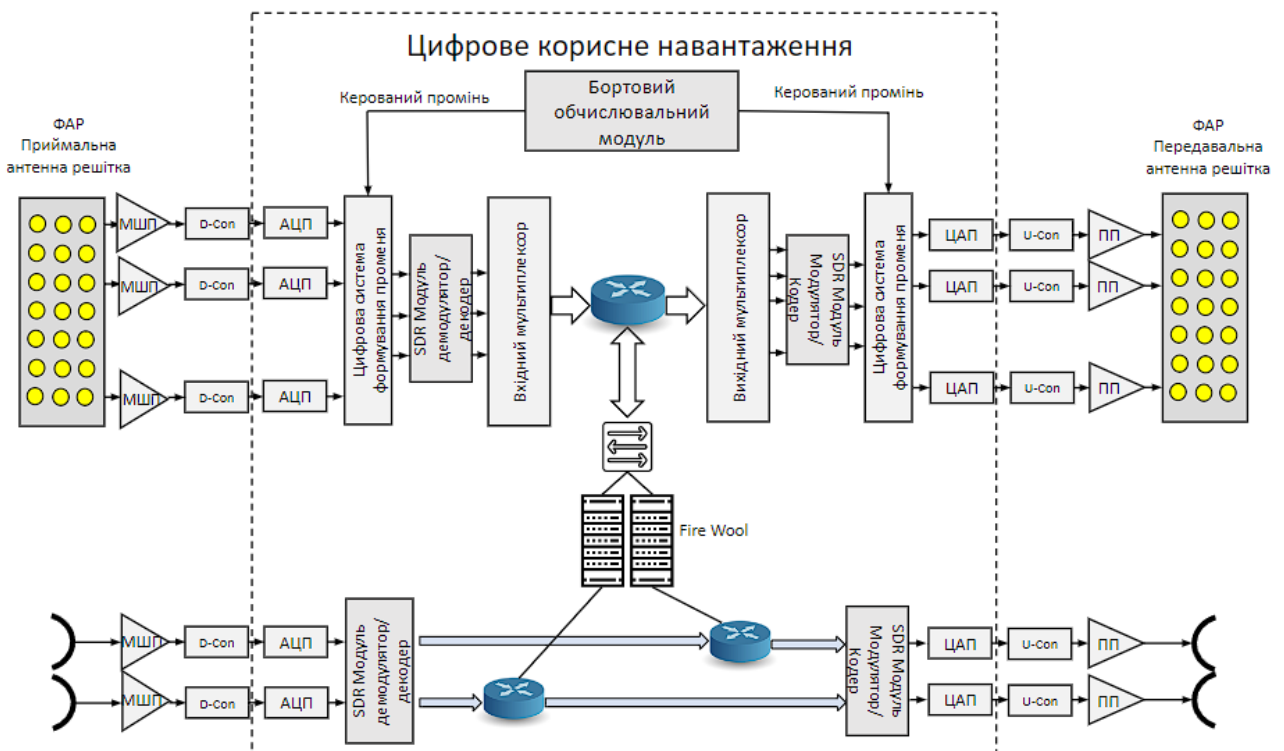 Цифрове корисне навантаження
Бортовий
обчислювальний
модуль
Керований промінь
Керований промінь
ФАР
Приймальна
антенна решітка
ФАР
Передавальна
антенна решітка
МШП
D-Con
АЦП
МШП
D-Con
АЦП
МШП
D-Con
АЦП
Цифрова система
формування променя
SDR Модуль
демодулятор/
декодер
Вхідний мультиплексор
Вихідний мультиплексор
SDR Модуль
Модулятор/
Кодер
Цифрова система
формування променя
ЦАП
U-Con
ПП
ЦАП
U-Con
ПП
ЦАП
U-Con
ПП
Fire Wool
МШП
D-Con
АЦП
МШП
D-Con
АЦП
SDR Модуль
демодулятор/
декодер
SDR Модуль
Модулятор/
Кодер
ЦАП
U-Con
ПП
ЦАП
U-Con
ПП